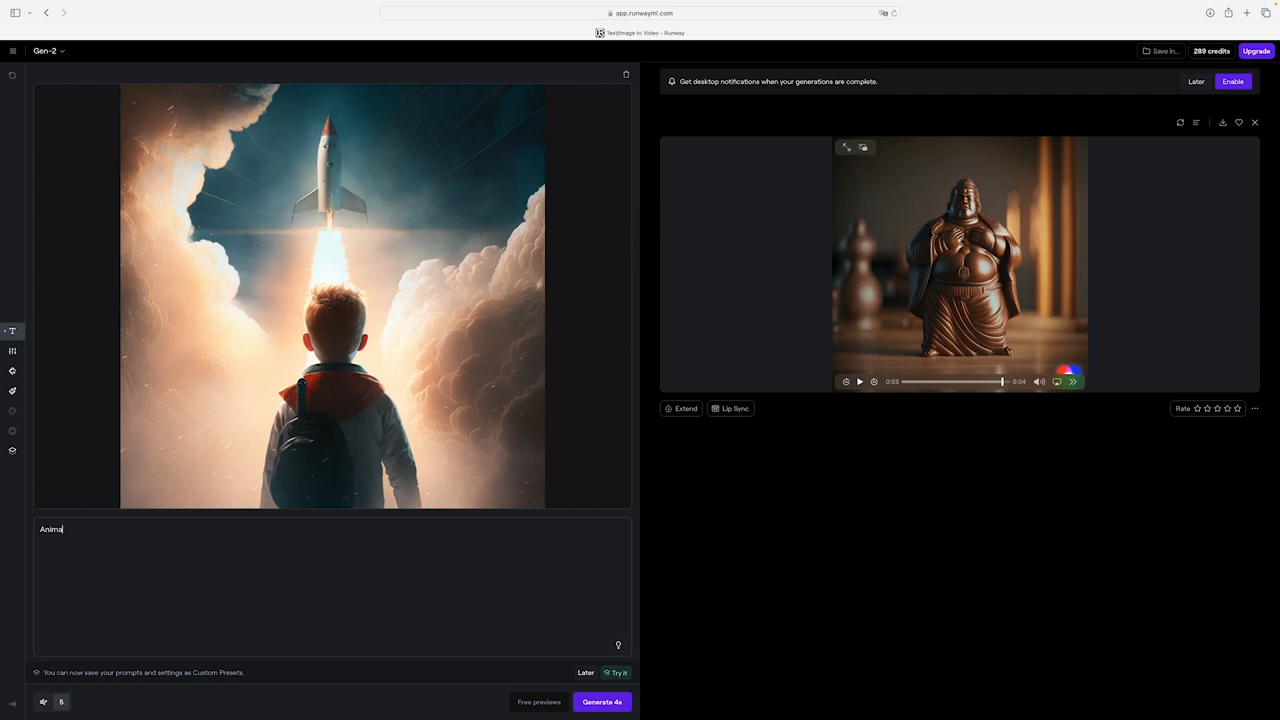 app.runwayml.com
Text/Image to Video - Runway
Gen-2
Save in...
289 credits
Upgrade
Get desktop notifications when your generations are complete.
Later
Enable
0:03
0:04
Extend
Lip Sync
Rate
Anima
You can now save your prompts and settings as Custom Presets.
Later
Try it
5
Free previews
Generate 4s